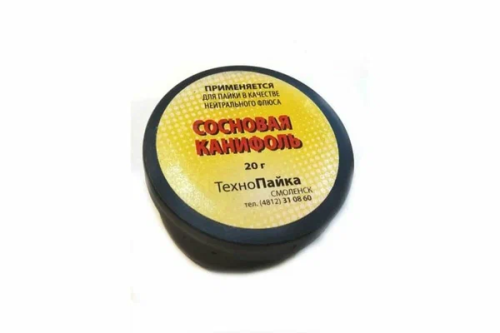 ПРИМЕНЯЕТСЯ
ДЛЯ ПАЙКИ В КАЧЕСТВЕ
НЕЙТРАЛЬНОГО ФЛЮСА
СОСНОВАЯ
КАНИФОЛЬ
20 г
ТехноПайка
СМОЛЕНСК
тел. (4812) 31 08 60